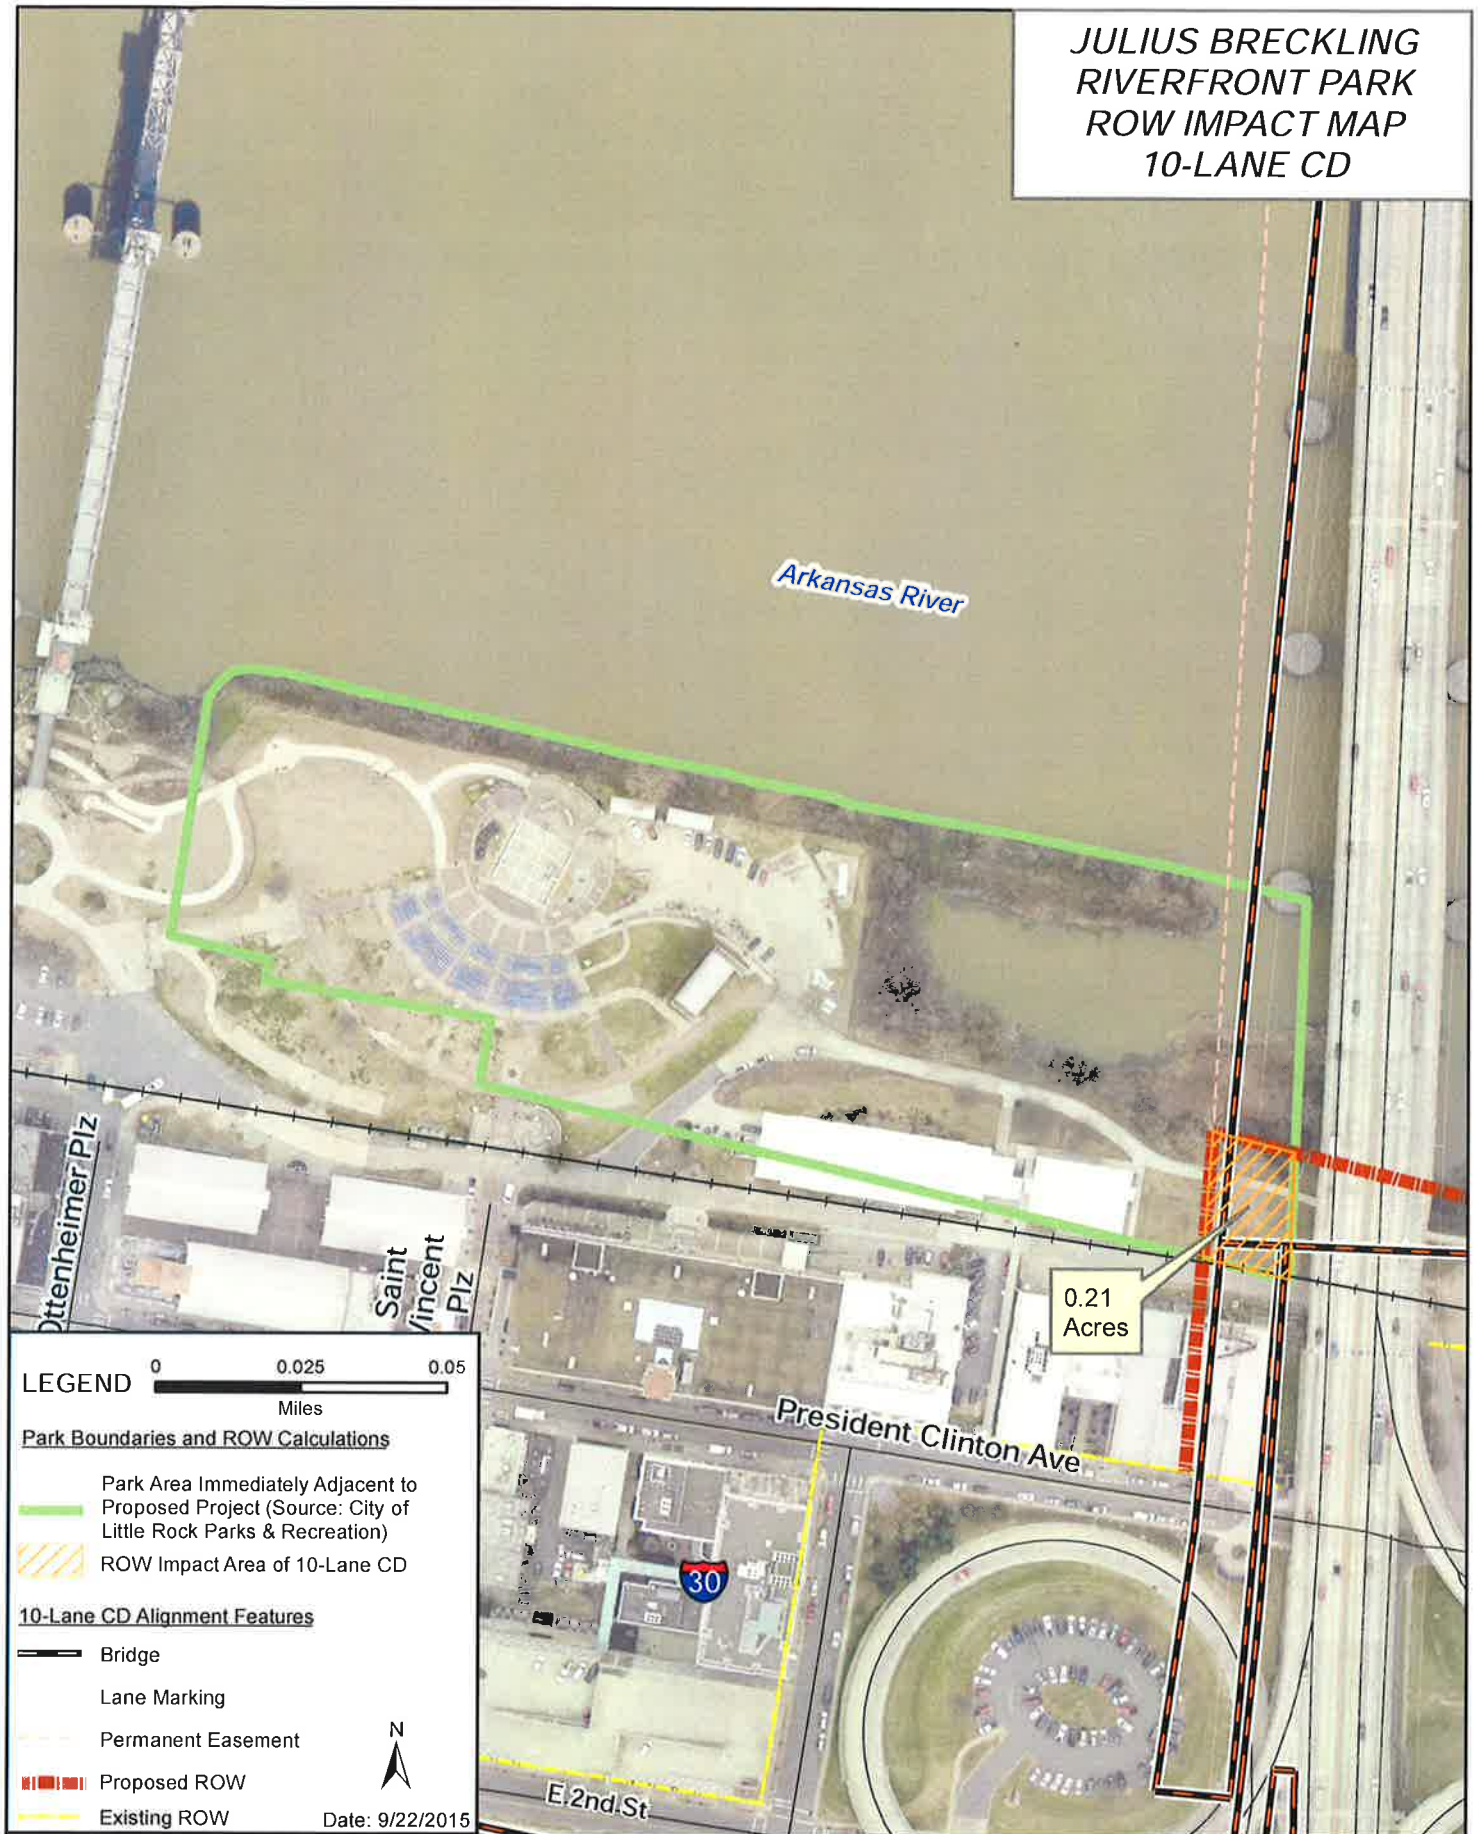 JULIUS BRECKLING
RIVERFRONT PARK
ROW IMPACT MAP
10-LANE CD
Arkansas River
0.21
Acres
Ottenheimer Plz
Saint
Vincent
Plz
President Clinton Ave
30
E 2nd St
LEGEND
0 0.025 0.05
Miles
Park Boundaries and ROW Calculations
Park Area Immediately Adjacent to
Proposed Project (Source: City of
Little Rock Parks & Recreation)
ROW Impact Area of 10-Lane CD
10-Lane CD Alignment Features
Bridge
Lane Marking
Permanent Easement
Proposed ROW
Existing ROW
N
Date: 9/22/2015